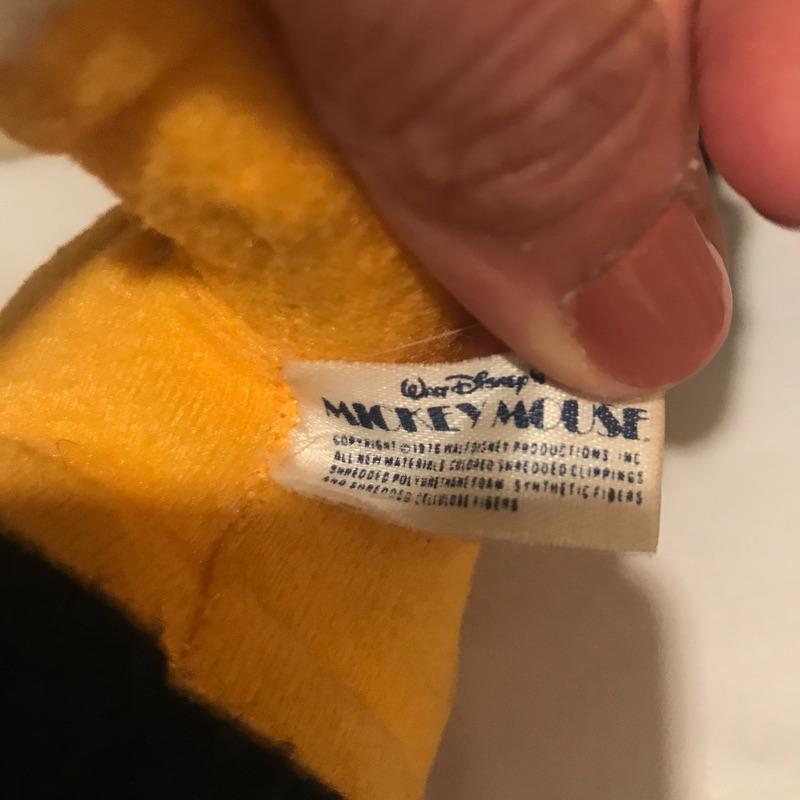 Walt Disney's
MICKEY MOUSE
COPYRIGHT ©1976 WALT DISNEY PRODUCTIONS, INC
ALL NEW MATERIALS COLORED SHREDDED CLIPPINGS
SHREDDED POLYURETHANE FOAM SYNTHETIC FIBERS
AND SHREDDED CELLULOSE FIBERS